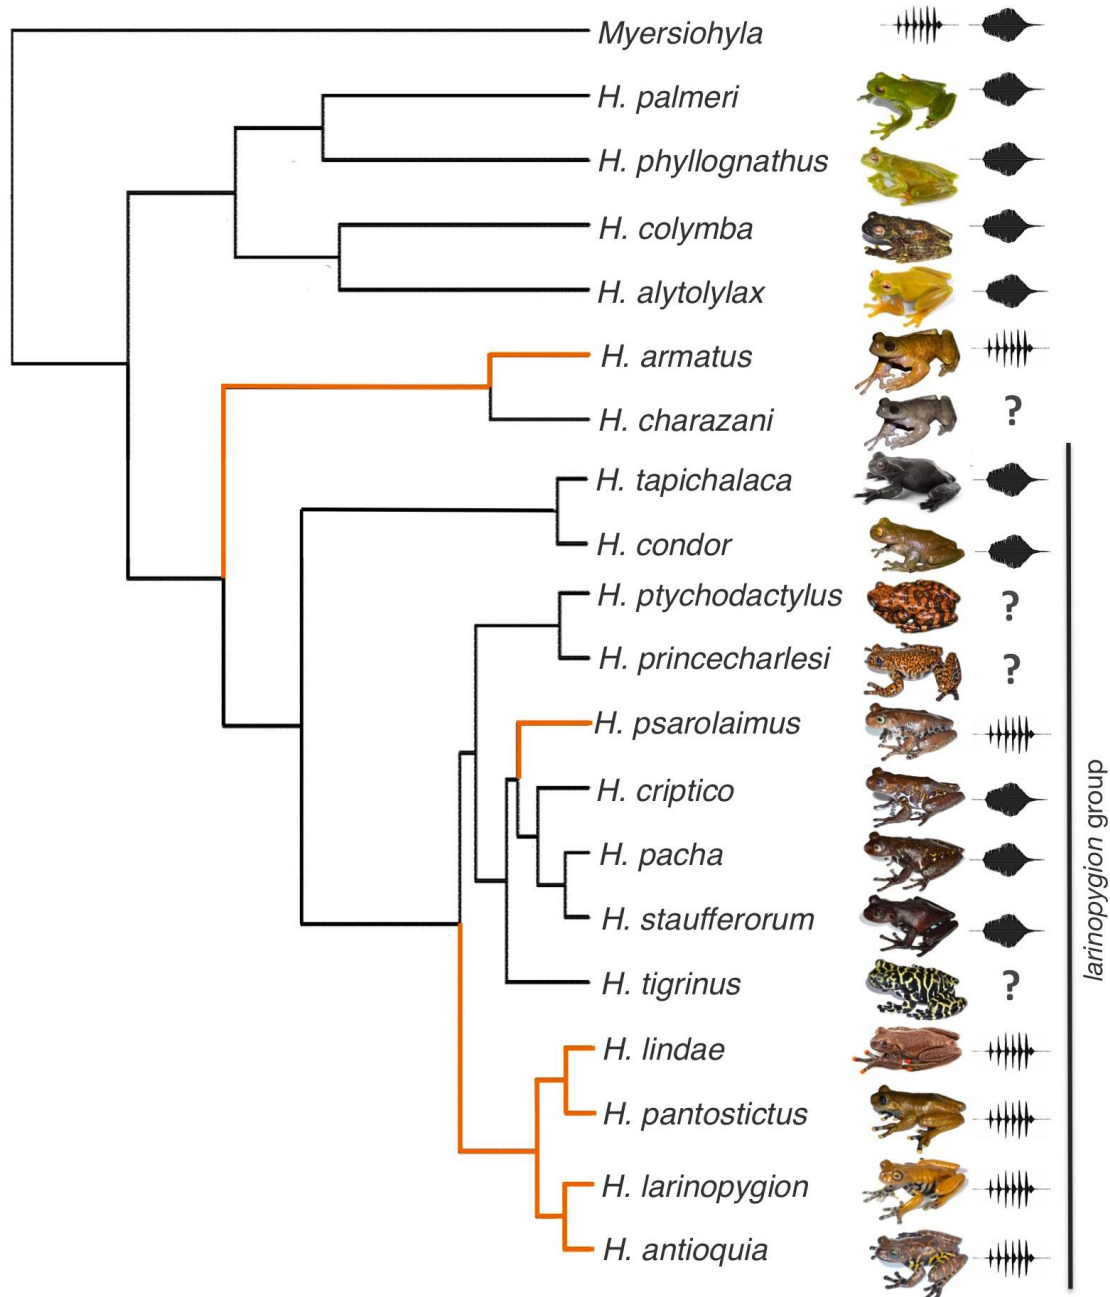 Myersiohyla
H. palmeri
H. phyllognathus
H. colymba
H. alytolylax
H. armatus
H. charazani
?
H. tapichalaca
H. condor
H. ptychodactylus
?
H. princecharlesi
?
H. psarolaimus
H. criptico
H. pacha
H. staufferorum
H. tigrinus
?
H. lindae
H. pantostictus
H. larinopygion
H. antioquia
larinopygion group